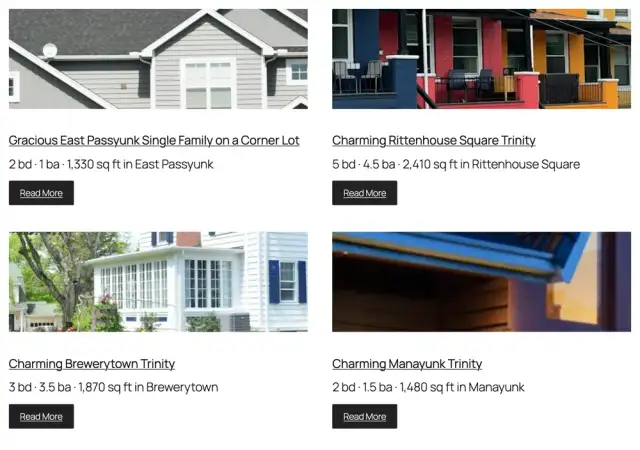 Gracious East Passyunk Single Family on a Corner Lot
2 bd · 1 ba · 1,330 sq ft in East Passyunk
Read More
Charming Rittenhouse Square Trinity
5 bd · 4.5 ba · 2,410 sq ft in Rittenhouse Square
Read More
Charming Brewerytown Trinity
3 bd · 3.5 ba · 1,870 sq ft in Brewerytown
Read More
Charming Manayunk Trinity
2 bd · 1.5 ba · 1,480 sq ft in Manayunk
Read More